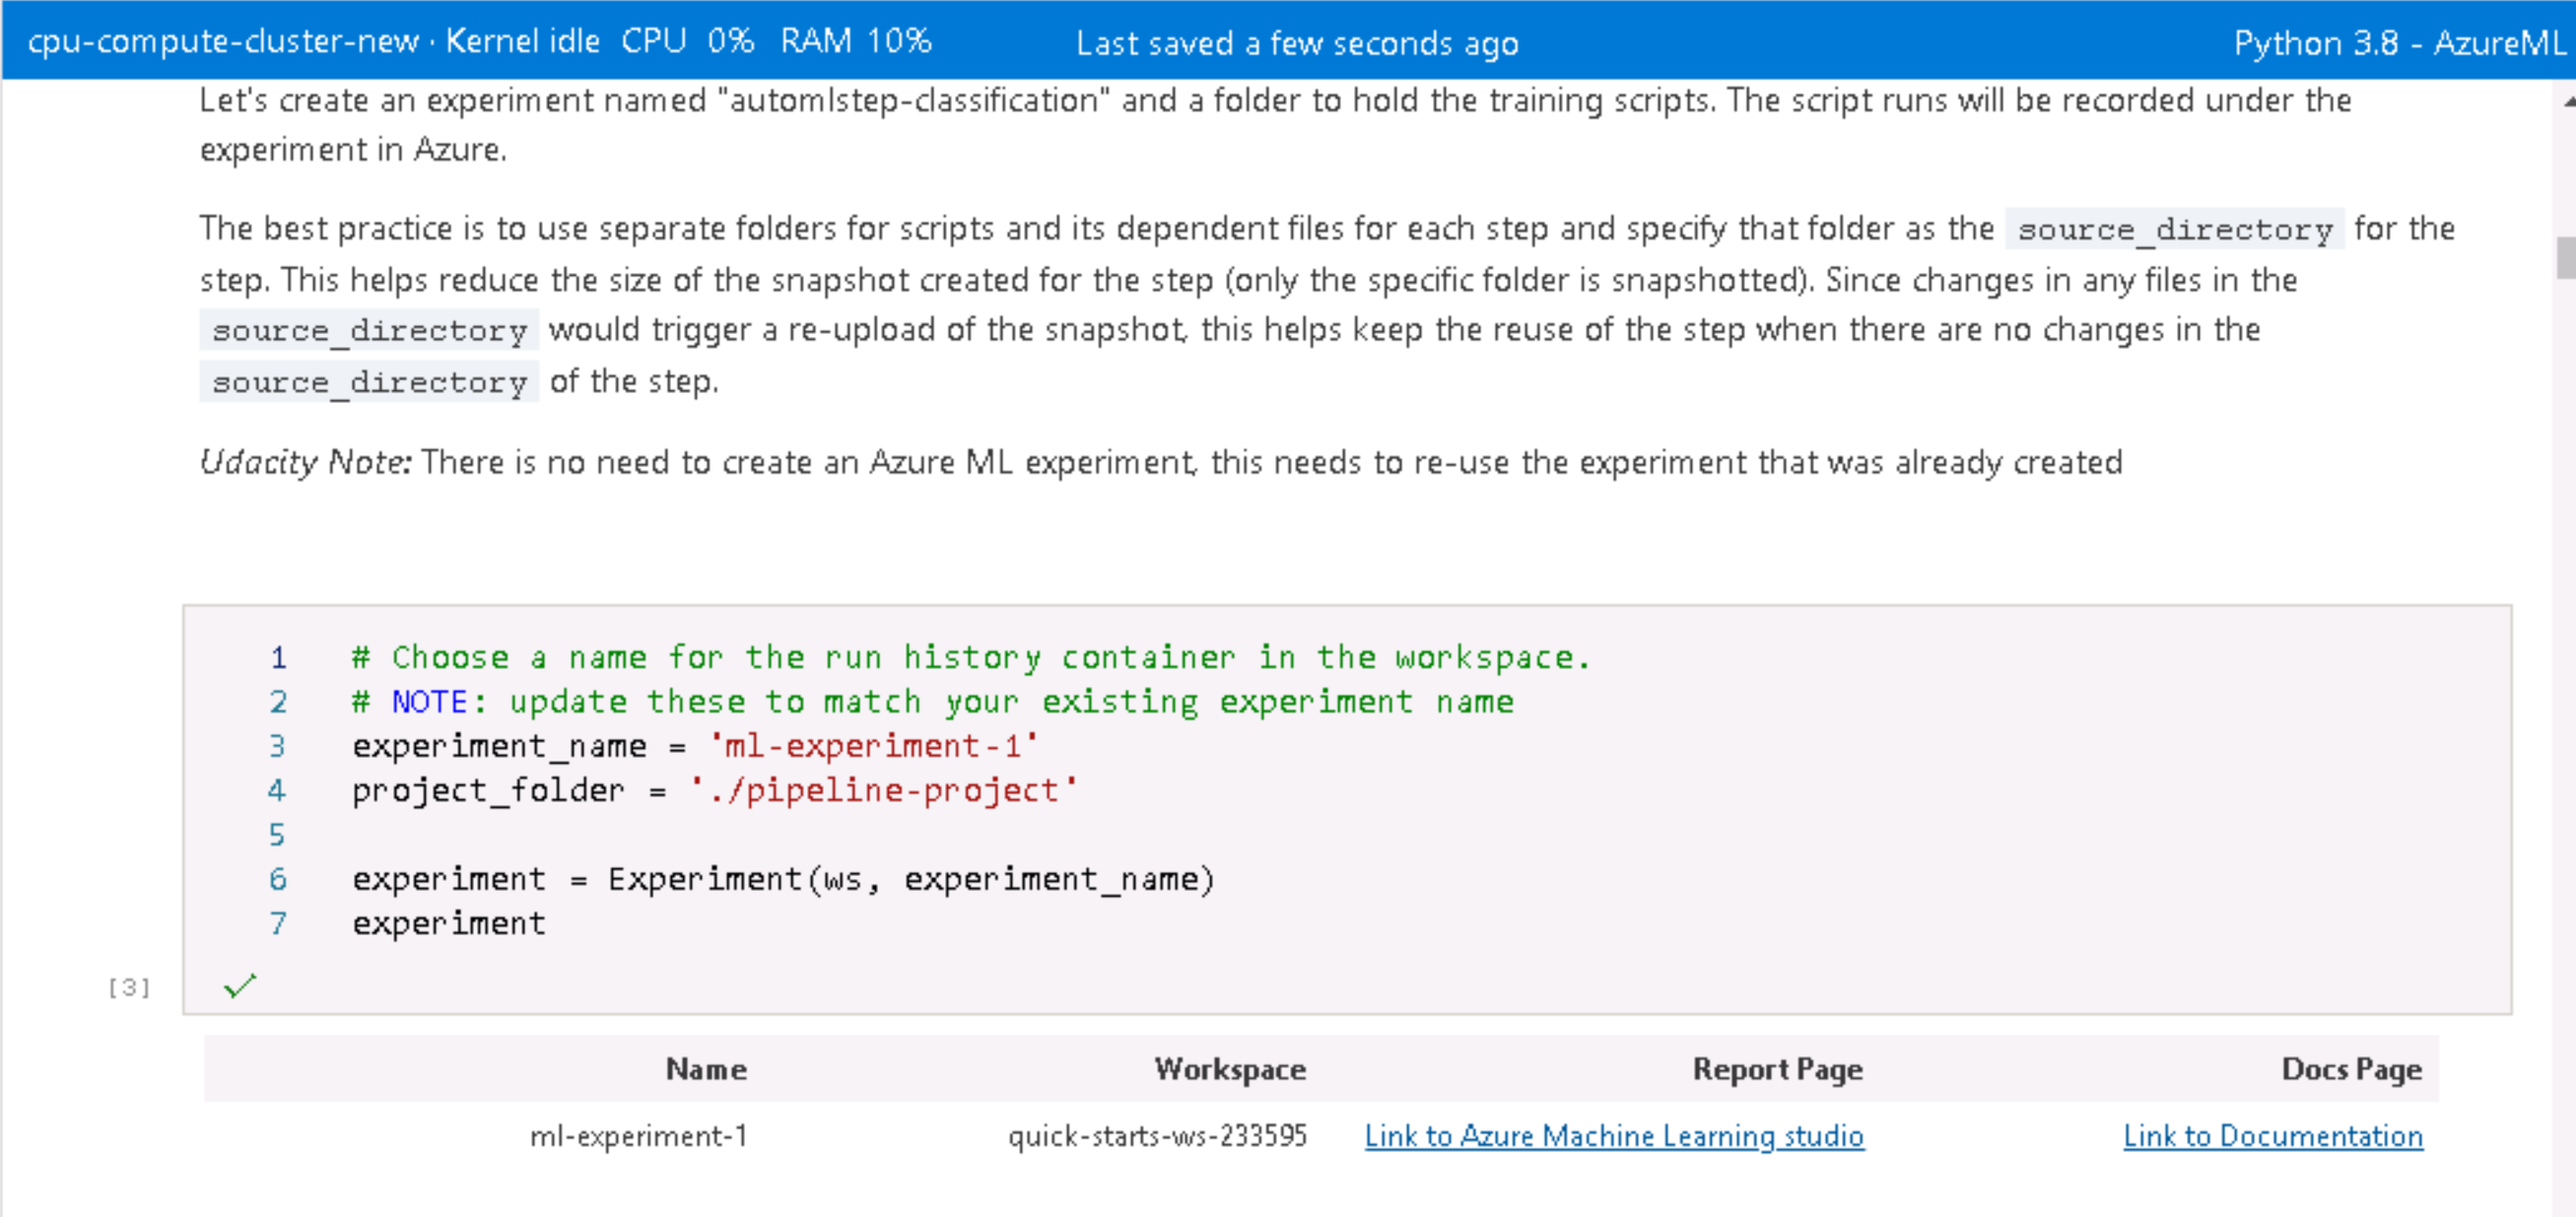 cpu-compute-cluster-new · Kernel idle CPU 0% RAM 10% Last saved a few seconds ago Python 3.8 - AzureML
Let's create an experiment named "automlstep-classification" and a folder to hold the training scripts. The script runs will be recorded under the
experiment in Azure.
The best practice is to use separate folders for scripts and its dependent files for each step and specify that folder as the source_directory for the
step. This helps reduce the size of the snapshot created for the step (only the specific folder is snapshotted). Since changes in any files in the
source_directory would trigger a re-upload of the snapshot, this helps keep the reuse of the step when there are no changes in the
source_directory of the step.
Udacity Note: There is no need to create an Azure ML experiment, this needs to re-use the experiment that was already created
1 # Choose a name for the run history container in the workspace.
2 # NOTE: update these to match your existing experiment name
3 experiment_name = 'ml-experiment-1'
4 project_folder = './pipeline-project'
5
6 experiment = Experiment(ws, experiment_name)
7 experiment
[3]
Name Workspace Report Page Docs Page
ml-experiment-1 quick-starts-ws-233595 Link to Azure Machine Learning studio Link to Documentation